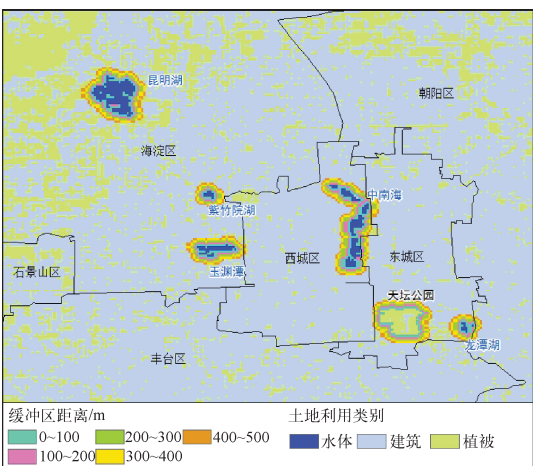 昆明湖
朝阳区
海淀区
紫竹院湖
中南海
玉渊潭
西城区
东城区
石景山区
天坛公园
龙潭湖
丰台区
缓冲区距离/m
0~100
200~300
400~500
100~200
300~400
土地利用类别
水体
建筑
植被